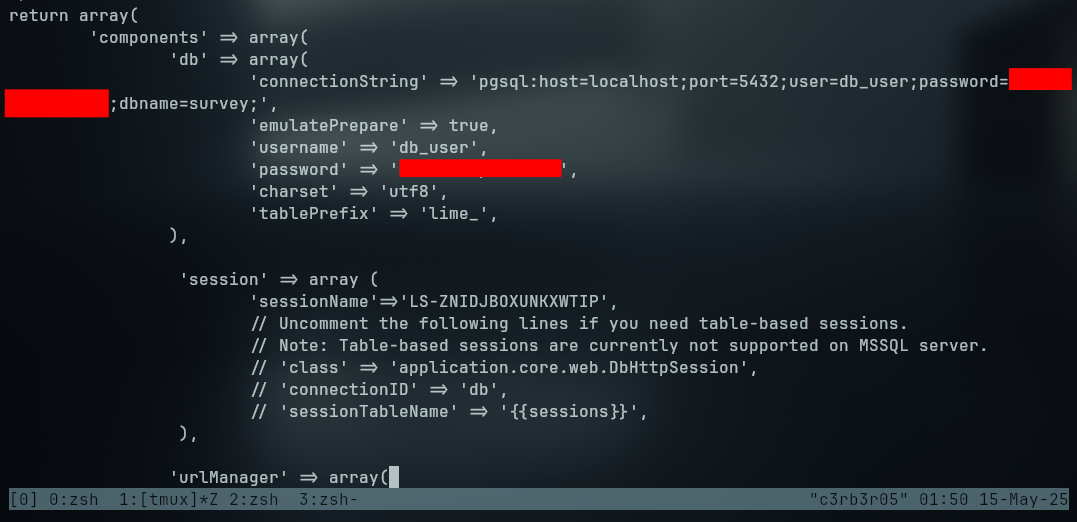 return array(
        'components' => array(
                'db' => array(
                        'connectionString' => 'pgsql:host=localhost;port=5432;user=db_user;password=
;dbname=survey;',
                        'emulatePrepare' => true,
                        'username' => 'db_user',
                        'password' => '',
                        'charset' => 'utf8',
                        'tablePrefix' => 'lime_',
                ),

                 'session' => array (
                        'sessionName'=>'LS-ZNIDJBOXUNKXWTIP',
                        // Uncomment the following lines if you need table-based sessions.
                        // Note: Table-based sessions are currently not supported on MSSQL server.
                        // 'class' => 'application.core.web.DbHttpSession',
                        // 'connectionID' => 'db',
                        // 'sessionTableName' => '{{sessions}}',
                 ),

                'urlManager' => array(
[0] 0:zsh  1:[tmux]*Z 2:zsh  3:zsh- "c3rb3r05" 01:50 15-May-25